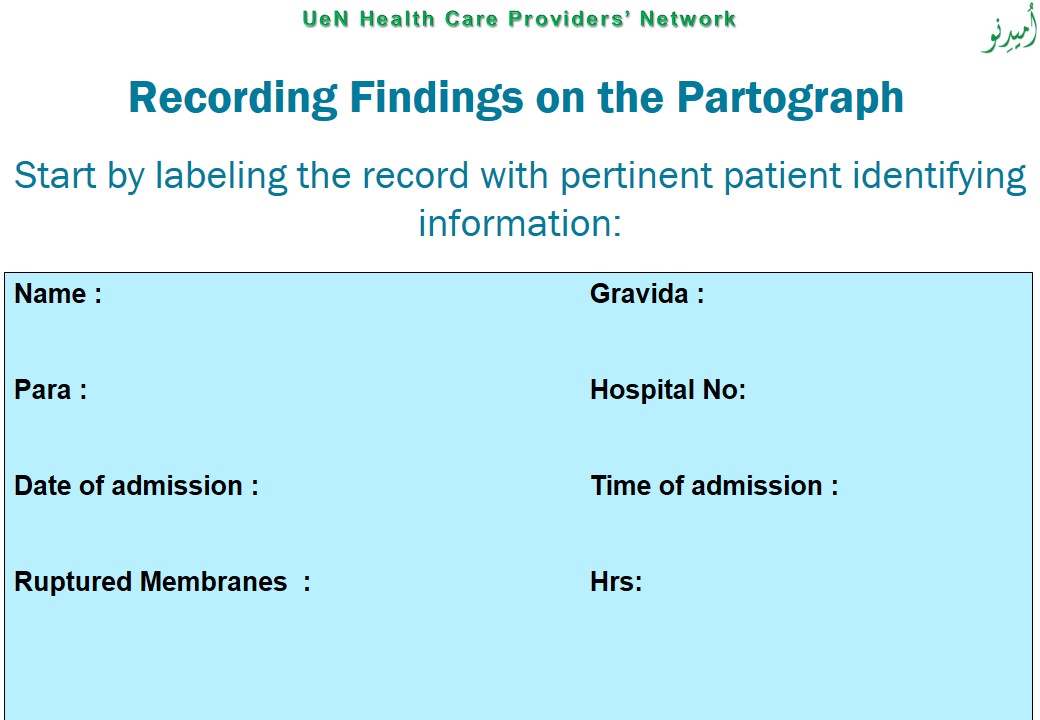 UeN Health Care Providers’ Network
اُمیدِنو
Recording Findings on the Partograph
Start by labeling the record with pertinent patient identifying
information:
Name : Gravida :
Para : Hospital No:
Date of admission : Time of admission :
Ruptured Membranes : Hrs: